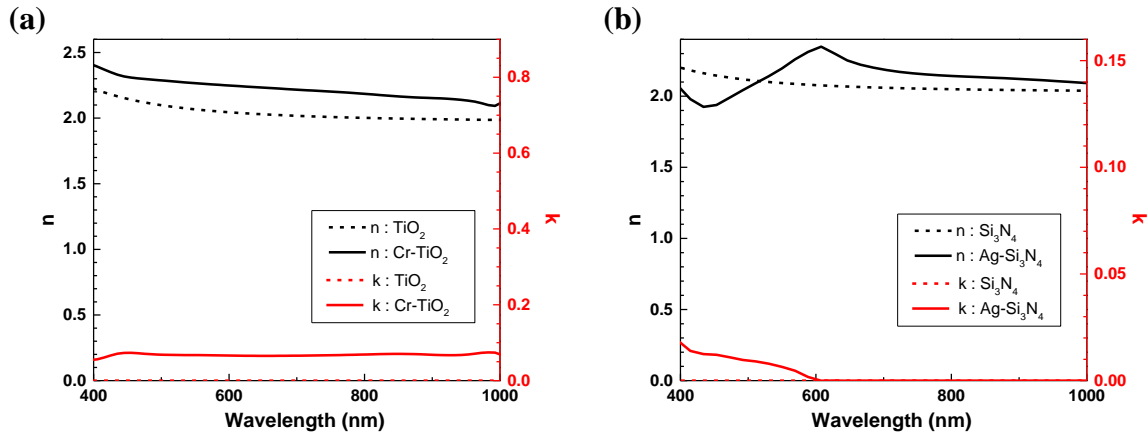 (a)
2.5
2.0
1.5
1.0
0.5
0.0
n
0.8
0.6
0.4
0.2
0.0
k
n : TiO₂
n : Cr-TiO₂
k : TiO₂
k : Cr-TiO₂
400 600 800 1000
Wavelength (nm)
(b)
2.0
1.5
1.0
0.5
0.0
n
0.15
0.10
0.05
0.00
k
n : Si₃N₄
n : Ag-Si₃N₄
k : Si₃N₄
k : Ag-Si₃N₄
400 600 800 1000
Wavelength (nm)